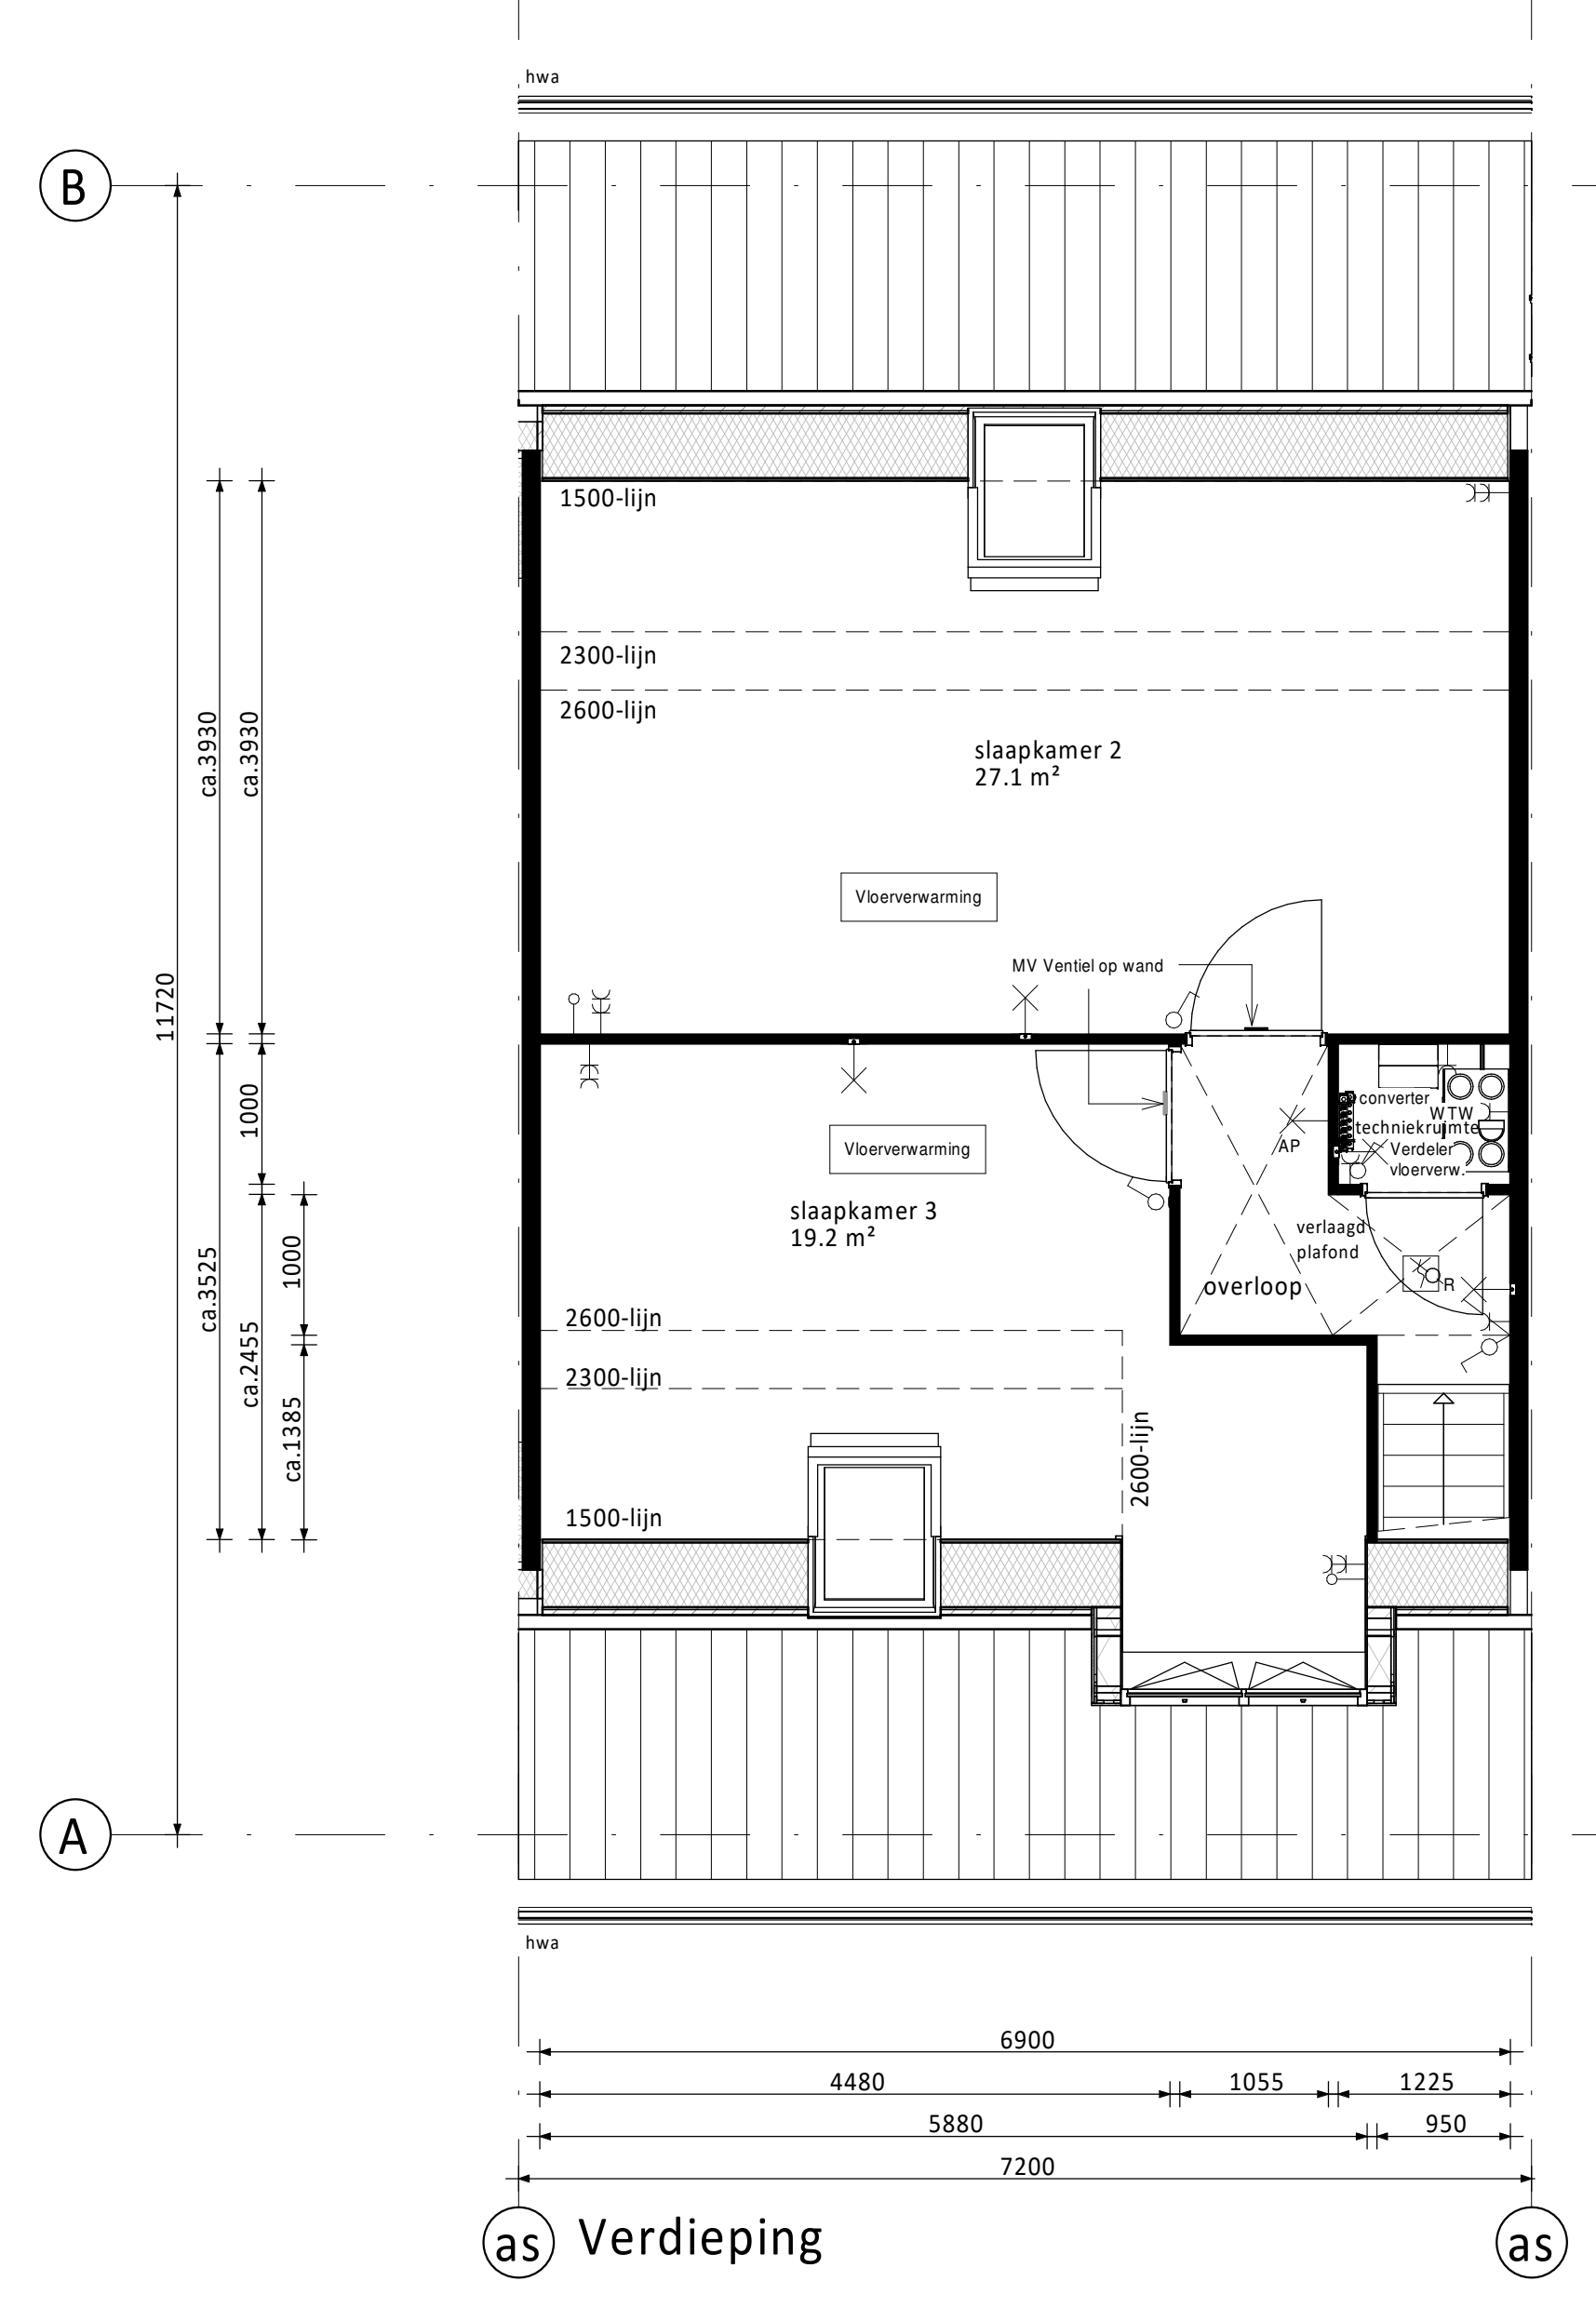 hwa
B
1500-lijn
2300-lijn
2600-lijn
slaapkamer 2
27.1 m²
ca.3930
ca.3930
Vloerverwarming
MV Ventiel op wand
11720
1000
converter
WTW
techniekruimte
AP
Verdeler
vloerverw.
Vloerverwarming
slaapkamer 3
19.2 m²
verlaagd
plafond
1000
ca.3525
overloop
R
2600-lijn
ca.2455
2300-lijn
ca.1385
2600-lijn
1500-lijn
A
hwa
6900
4480
1055
1225
5880
950
7200
as
Verdieping
as